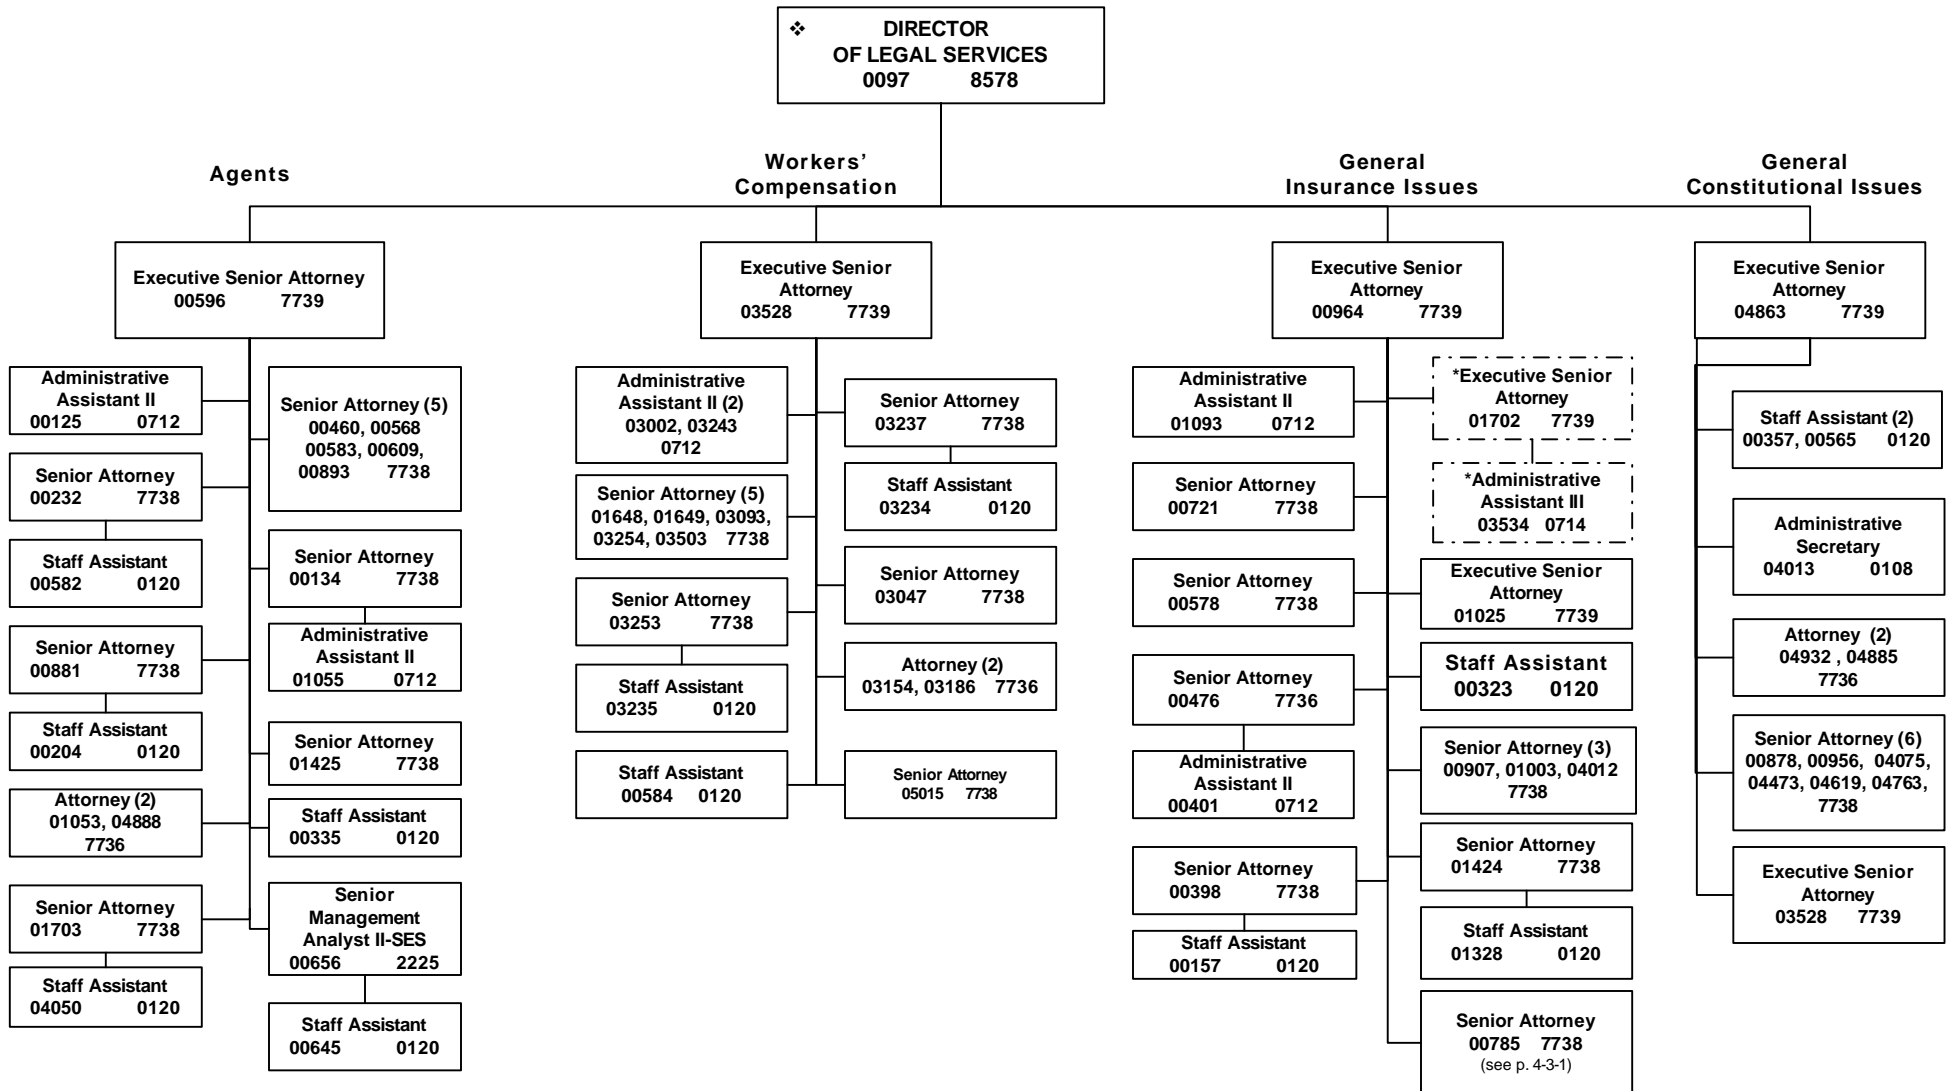 ❖ DIRECTOR
OF LEGAL SERVICES
0097 8578
Agents
Workers'
Compensation
General
Insurance Issues
General
Constitutional Issues
Executive Senior Attorney
00596 7739
Administrative
Assistant II
00125 0712
Senior Attorney
00232 7738
Staff Assistant
00582 0120
Senior Attorney
00881 7738
Staff Assistant
00204 0120
Attorney (2)
01053, 04888
7736
Senior Attorney
01703 7738
Staff Assistant
04050 0120
Senior Attorney (5)
00460, 00568
00583, 00609,
00893 7738
Senior Attorney
00134 7738
Administrative
Assistant II
01055 0712
Senior Attorney
01425 7738
Staff Assistant
00335 0120
Senior
Management
Analyst II-SES
00656 2225
Staff Assistant
00645 0120
Executive Senior
Attorney
03528 7739
Administrative
Assistant II (2)
03002, 03243
0712
Senior Attorney (5)
01648, 01649, 03093,
03254, 03503 7738
Senior Attorney
03253 7738
Staff Assistant
03235 0120
Staff Assistant
00584 0120
Senior Attorney
03237 7738
Staff Assistant
03234 0120
Senior Attorney
03047 7738
Attorney (2)
03154, 03186 7736
Senior Attorney
05015 7738
Executive Senior
Attorney
00964 7739
Administrative
Assistant II
01093 0712
Senior Attorney
00721 7738
Senior Attorney
00578 7738
Senior Attorney
00476 7736
Administrative
Assistant II
00401 0712
Senior Attorney
00398 7738
Staff Assistant
00157 0120
*Executive Senior
Attorney
01702 7739
*Administrative
Assistant III
03534 0714
Executive Senior
Attorney
01025 7739
Staff Assistant
00323 0120
Senior Attorney (3)
00907, 01003, 04012
7738
Senior Attorney
01424 7738
Staff Assistant
01328 0120
Senior Attorney
00785 7738
(see p. 4-3-1)
Executive Senior
Attorney
04863 7739
Staff Assistant (2)
00357, 00565 0120
Administrative
Secretary
04013 0108
Attorney (2)
04932 , 04885
7736
Senior Attorney (6)
00878, 00956, 04075,
04473, 04619, 04763,
7738
Executive Senior
Attorney
03528 7739